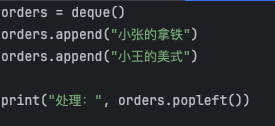 orders = deque()
orders.append("小张的拿铁")
orders.append("小王的美式")
print("处理：", orders.popleft())